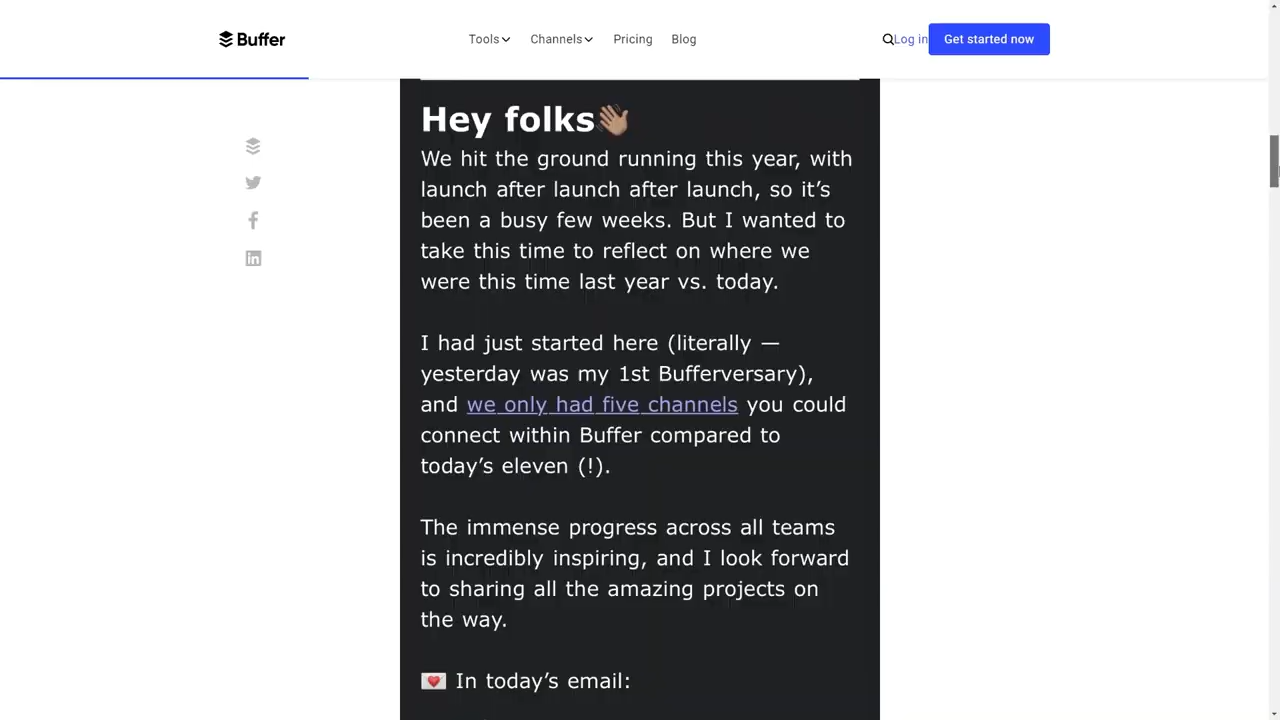 Buffer
Tools Channels Pricing Blog
Log in
Get started now
Hey folks👋🏽
We hit the ground running this year, with
launch after launch after launch, so it’s
been a busy few weeks. But I wanted to
take this time to reflect on where we
were this time last year vs. today.
I had just started here (literally —
yesterday was my 1st Bufferversary),
and we only had five channels you could
connect within Buffer compared to
today’s eleven (!).
The immense progress across all teams
is incredibly inspiring, and I look forward
to sharing all the amazing projects on
the way.
💌 In today’s email: